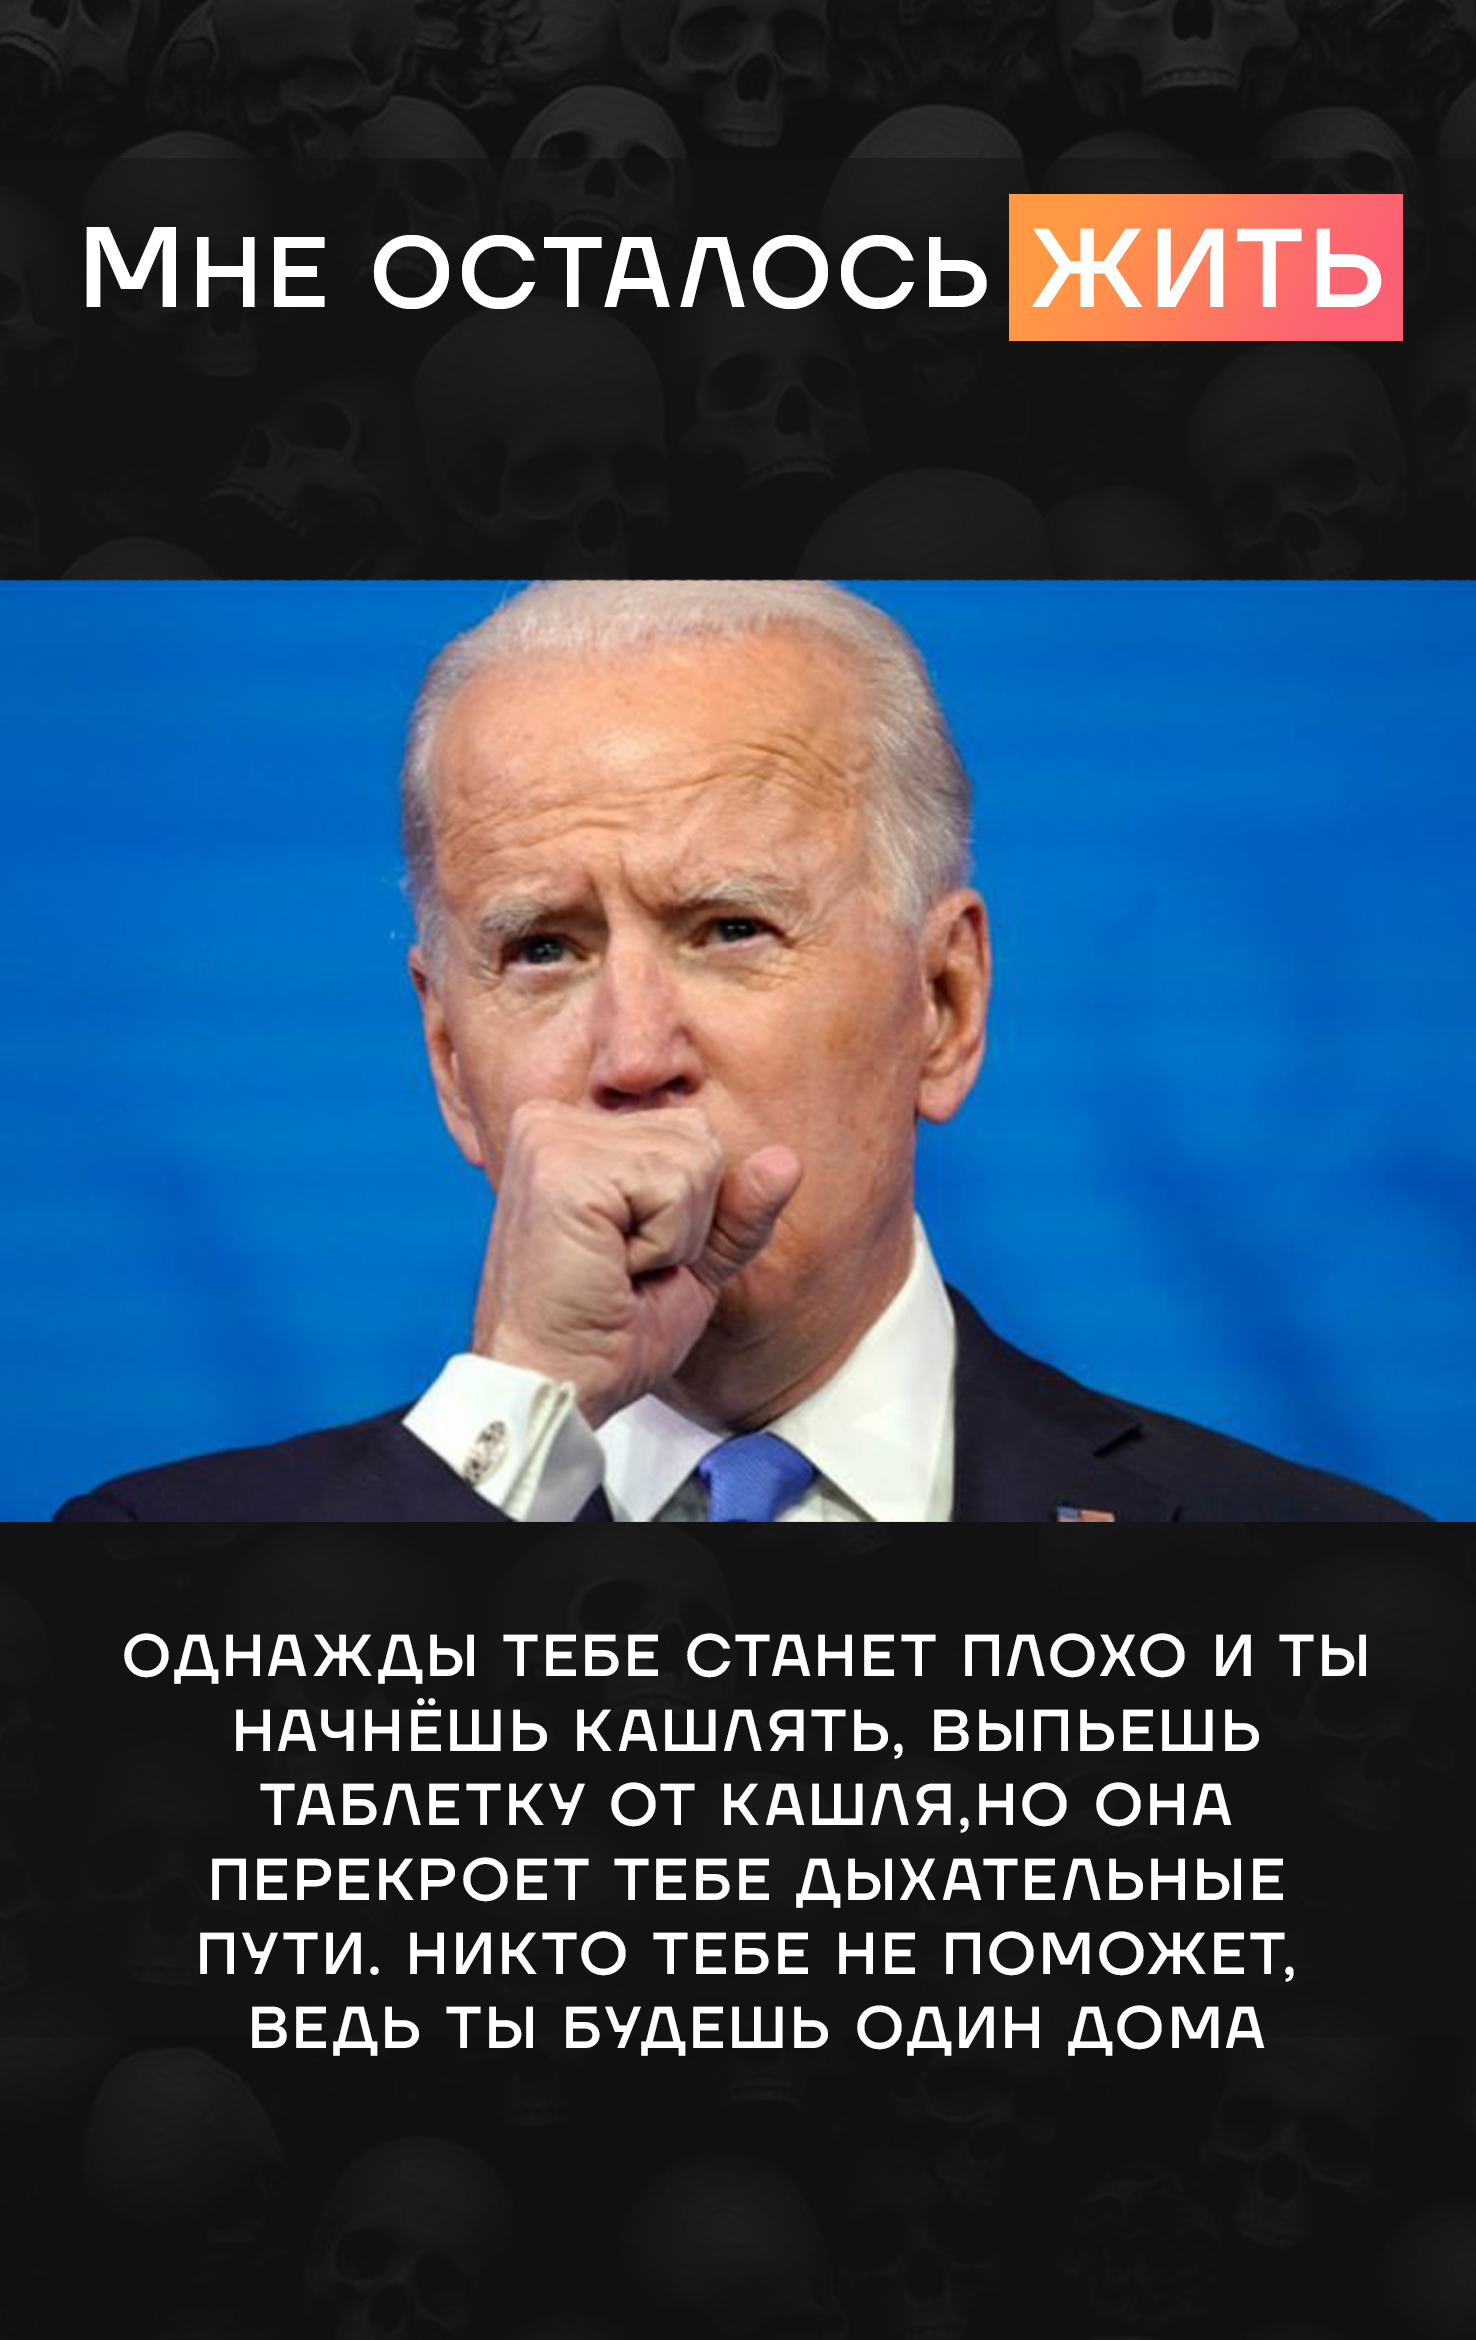 Мне осталось жить
ОДНАЖДЫ ТЕБЕ СТАНЕТ ПЛОХО И ТЫ
НАЧНЁШЬ КАШЛЯТЬ, ВЫПЬЕШЬ
ТАБЛЕТКУ ОТ КАШЛЯ,НО ОНА
ПЕРЕКРОЕТ ТЕБЕ ДЫХАТЕЛЬНЫЕ
ПУТИ. НИКТО ТЕБЕ НЕ ПОМОЖЕТ,
ВЕДЬ ТЫ БУДЕШЬ ОДИН ДОМА